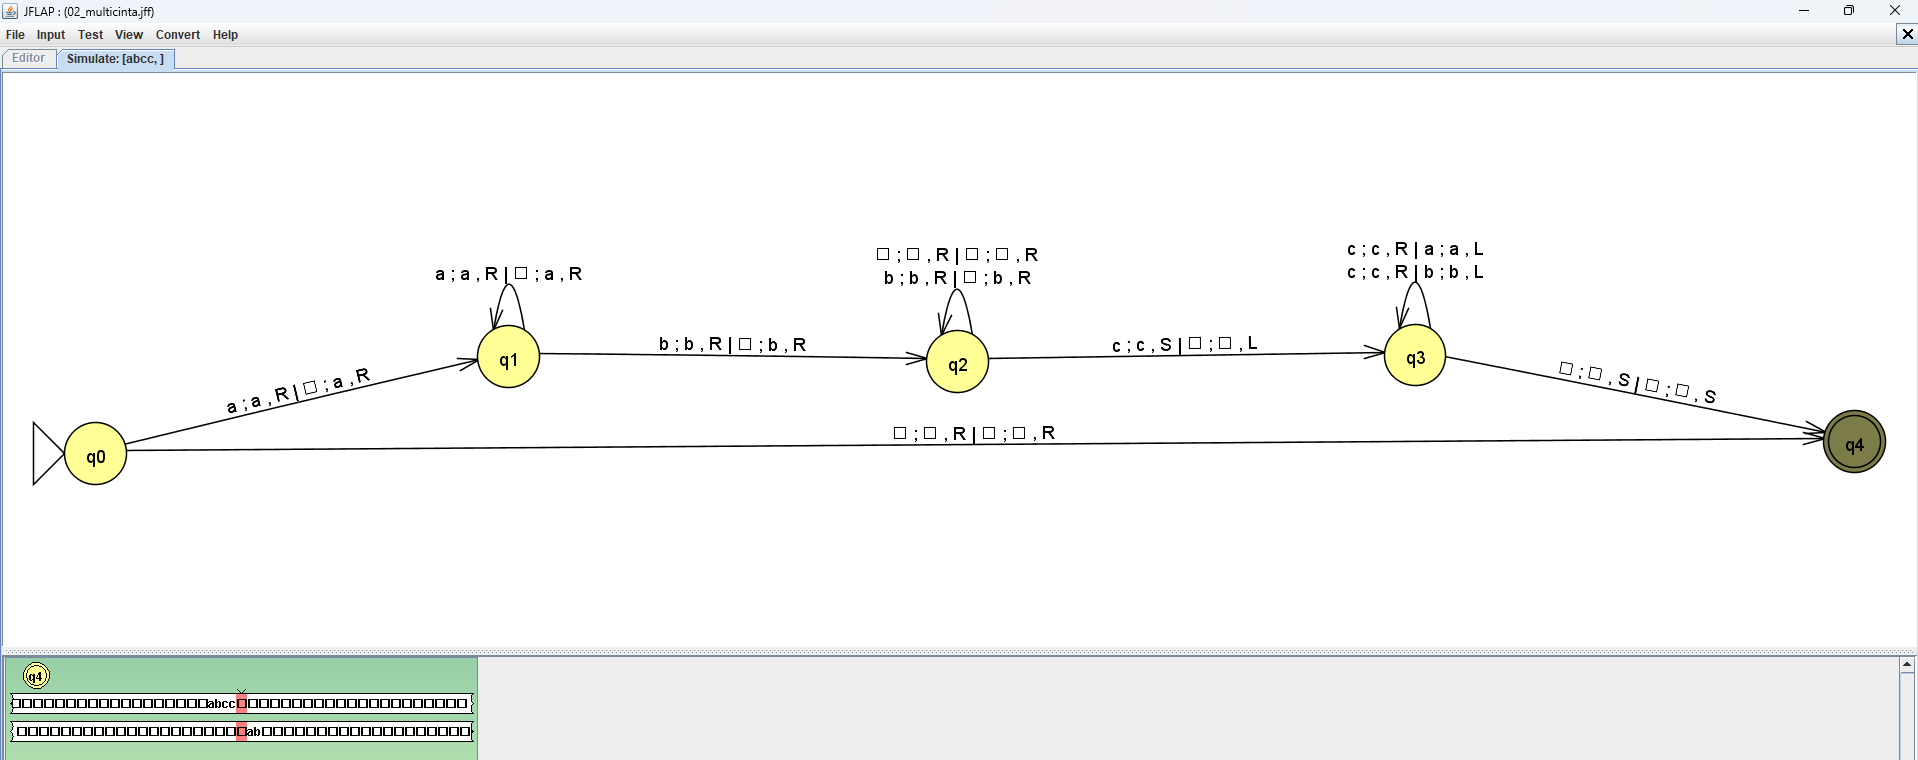 JFLAP : (02_multicinta.jff)
File Input Test View Convert Help
Editor Simulate: [abcc, ]
c ; c , R | a ; a , L
□ ; □ , R | □ ; □ , R
c ; c , R | b ; b , L
a ; a , R | □ ; a , R
b ; b , R | □ ; b , R
b ; b , R | □ ; b , R
c ; c , S | □ ; □ , L
q1
q2
q3
a ; a , R | □ ; a , R
□ ; □ , S | □ ; □ , S
□ ; □ , R | □ ; □ , R
q0
q4
q4
abcc
ab